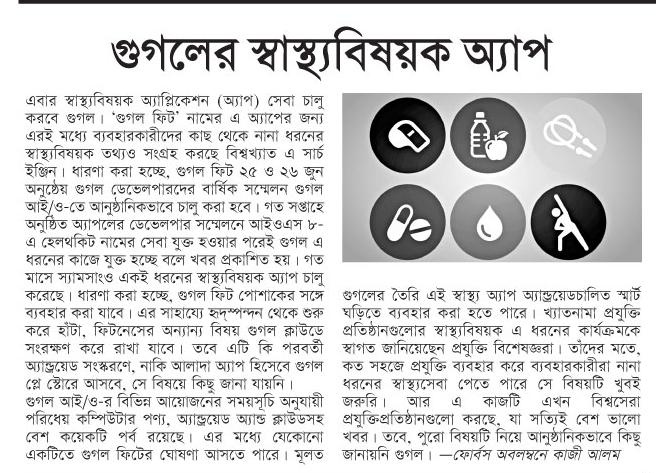 গুগলের স্বাস্থ্যবিষয়ক অ্যাপ
এবার স্বাস্থ্যবিষয়ক অ্যাপ্লিকেশন (অ্যাপ) সেবা চালু
করবে গুগল। ‘গুগল ফিট’ নামের এ অ্যাপের জন্য
এরই মধ্যে ব্যবহারকারীদের কাছ থেকে নানা ধরনের
স্বাস্থ্যবিষয়ক তথ্যও সংগ্রহ করছে বিশ্বখ্যাত এ সার্চ
ইঞ্জিন। ধারণা করা হচ্ছে, গুগল ফিট ২৫ ও ২৬ জুন
অনুষ্ঠেয় গুগল ডেভেলপারদের বার্ষিক সম্মেলন গুগল
আই/ও-তে আনুষ্ঠানিকভাবে চালু করা হবে। গত সপ্তাহে
অনুষ্ঠিত অ্যাপলের ডেভেলপার সম্মেলনে আইওএস ৮-
এ হেলথকিট নামের সেবা যুক্ত হওয়ার পরেই গুগল এ
ধরনের কাজে যুক্ত হচ্ছে বলে খবর প্রকাশিত হয়। গত
মাসে স্যামসাংও একই ধরনের স্বাস্থ্যবিষয়ক অ্যাপ চালু
করেছে। ধারণা করা হচ্ছে, গুগল ফিট পোশাকের সঙ্গে
ব্যবহার করা যাবে। এর সাহায্যে হৃদ্‌স্পন্দন থেকে শুরু
করে হাঁটা, ফিটনেসের অন্যান্য বিষয় গুগল ক্লাউডে
সংরক্ষণ করে রাখা যাবে। তবে এটি কি পরবর্তী
অ্যান্ড্রয়েড সংস্করণে, নাকি আলাদা অ্যাপ হিসেবে গুগল
প্লে স্টোরে আসবে, সে বিষয়ে কিছু জানা যায়নি।
গুগল আই/ও-র বিভিন্ন আয়োজনের সময়সূচি অনুযায়ী
পরিধেয় কম্পিউটার পণ্য, অ্যান্ড্রয়েড অ্যান্ড ক্লাউডসহ
বেশ কয়েকটি পর্ব রয়েছে। এর মধ্যে যেকোনো
একটিতে গুগল ফিটের ঘোষণা আসতে পারে। মূলত
গুগলের তৈরি এই স্বাস্থ্য অ্যাপ অ্যান্ড্রয়েডচালিত স্মার্ট
ঘড়িতে ব্যবহার করা হতে পারে। খ্যাতনামা প্রযুক্তি
প্রতিষ্ঠানগুলোর স্বাস্থ্যবিষয়ক এ ধরনের কার্যক্রমকে
স্বাগত জানিয়েছেন প্রযুক্তি বিশেষজ্ঞরা। তাঁদের মতে,
কত সহজে প্রযুক্তি ব্যবহার করে ব্যবহারকারীরা নানা
ধরনের স্বাস্থ্যসেবা পেতে পারে সে বিষয়টি খুবই
জরুরি। আর এ কাজটি এখন বিশ্বসেরা
প্রযুক্তিপ্রতিষ্ঠানগুলো করছে, যা সত্যিই বেশ ভালো
খবর। তবে, পুরো বিষয়টি নিয়ে আনুষ্ঠানিকভাবে কিছু
জানায়নি গুগল। —ফোর্বস অবলম্বনে কাজী আলম